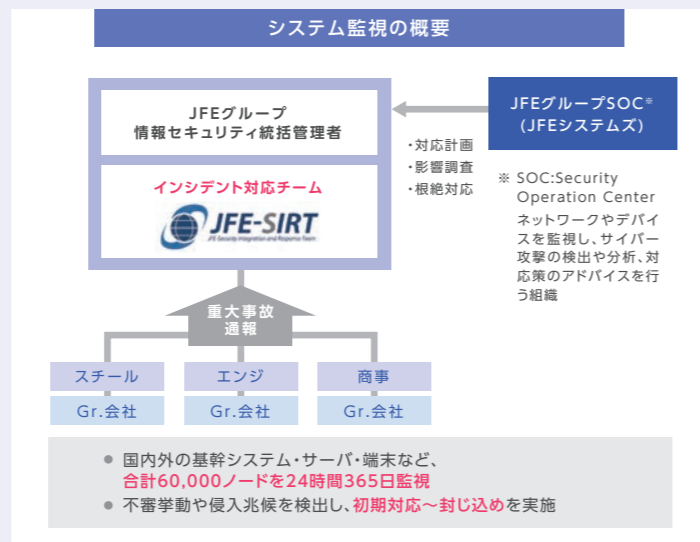 システム監視の概要
JFEグループ
情報セキュリティ統括管理者
インシデント対応チーム
JFE-SIRT
JFE Security Integration and Response Team
JFEグループSOC※
(JFEシステムズ)
・対応計画
・影響調査
・根絶対応
※ SOC:Security
Operation Center
ネットワークやデバイ
スを監視し、サイバー
攻撃の検出や分析、対
応策のアドバイスを行
う組織
重大事故
通報
スチール
エンジ
商事
Gr.会社
Gr.会社
Gr.会社
● 国内外の基幹システム・サーバ・端末など、
合計60,000ノードを24時間365日監視
● 不審挙動や侵入兆候を検出し、初期対応～封じ込めを実施